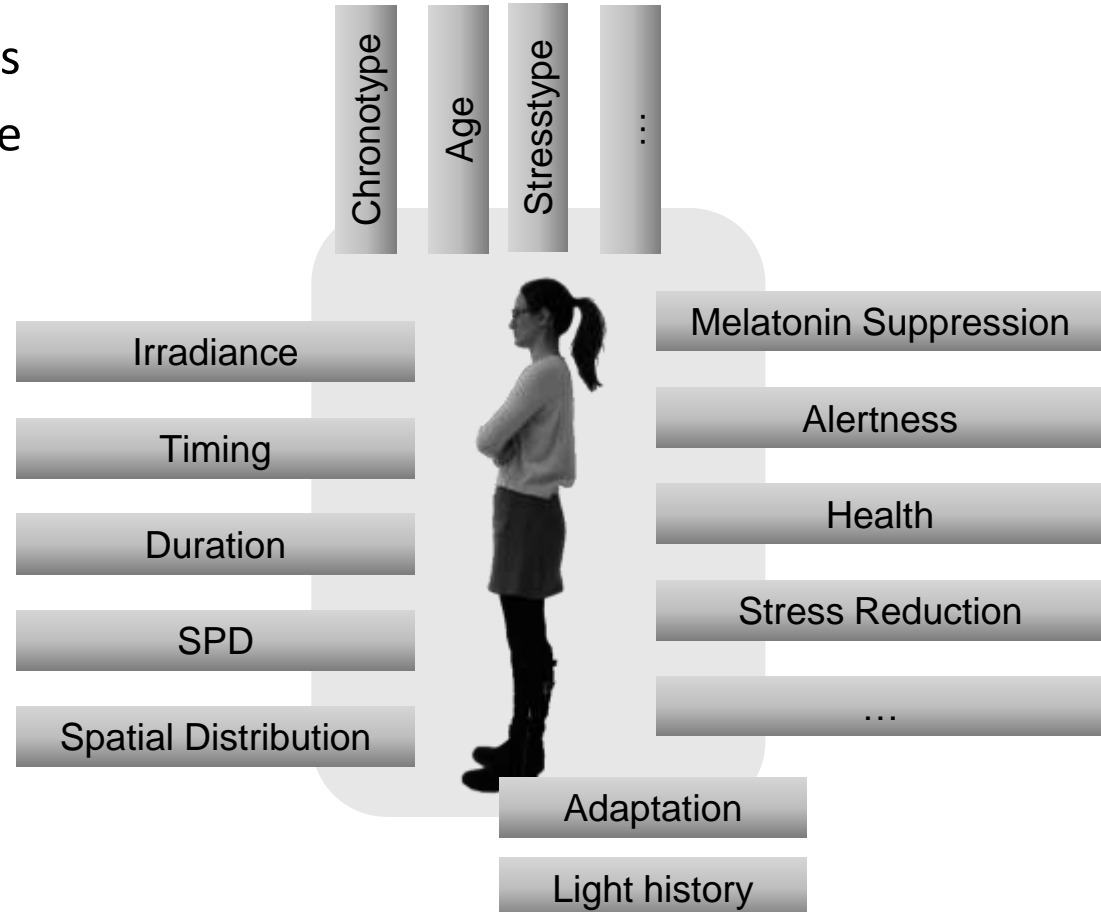 s
e
Chronotype
Age
Stresstype
…
Irradiance
Timing
Duration
SPD
Spatial Distribution
Melatonin Suppression
Alertness
Health
Stress Reduction
…
Adaptation
Light history